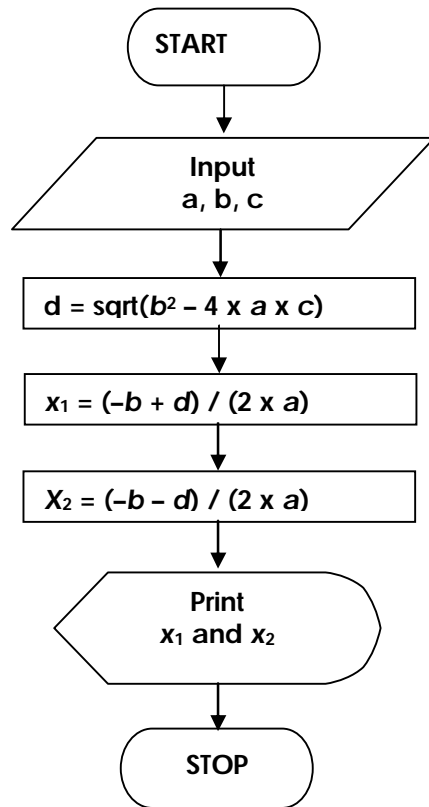 START
Input
a, b, c
d = sqrt(b² – 4 x a x c)
x₁ = (–b + d) / (2 x a)
X₂ = (–b – d) / (2 x a)
Print
x₁ and x₂
STOP